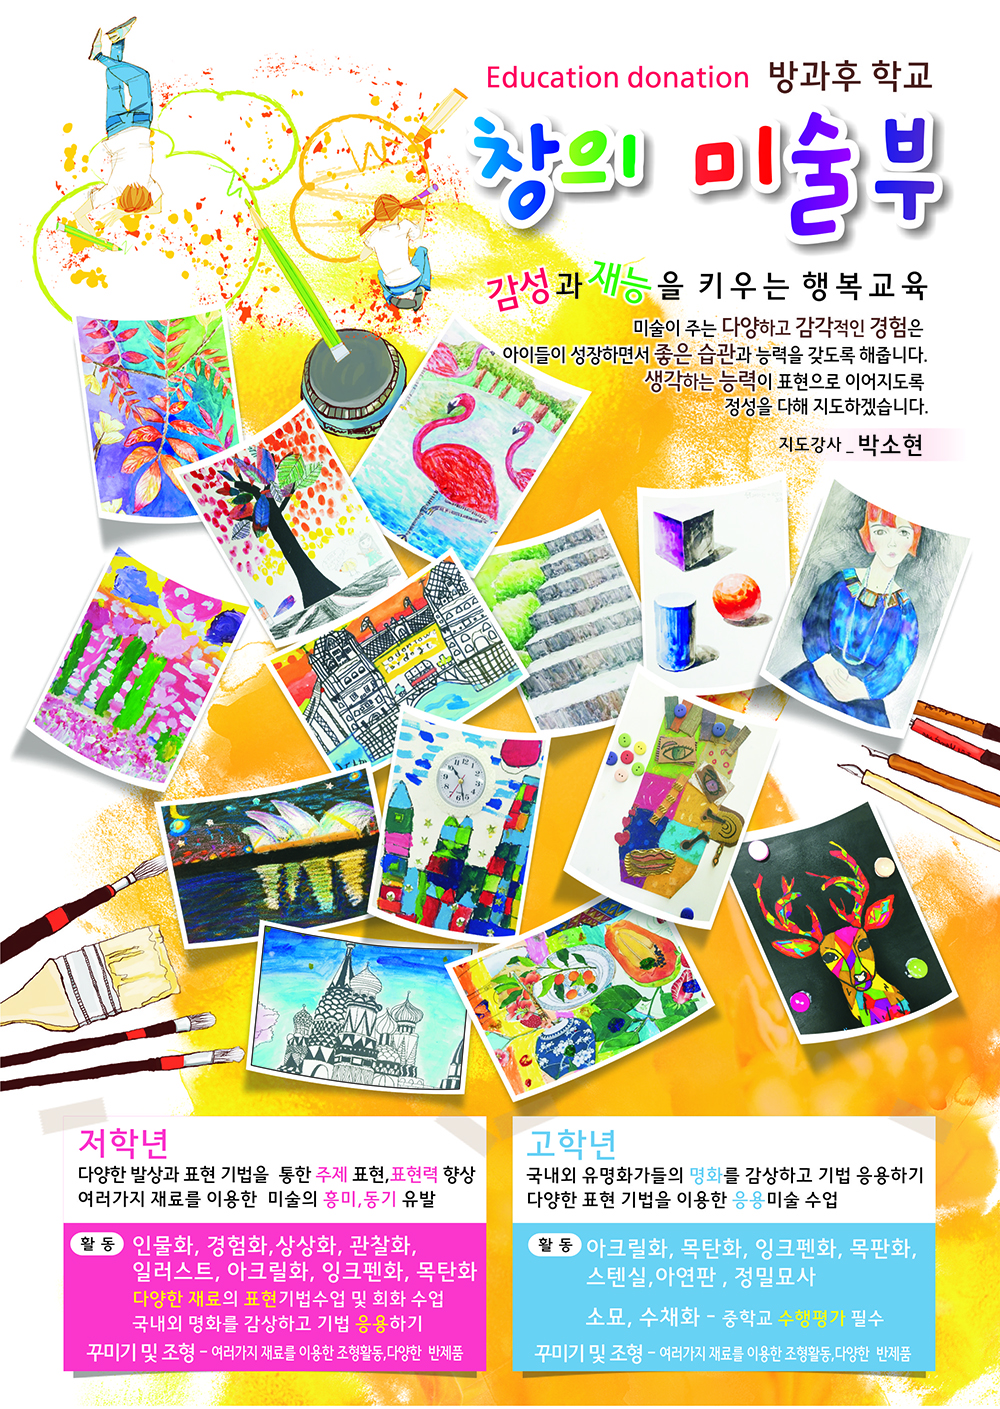 Education donation 방과후 학교
창의 미술부
감성과 재능을 키우는 행복교육
미술이 주는 다양하고 감각적인 경험은
아이들이 성장하면서 좋은 습관과 능력을 갖도록 해줍니다.
생각하는 능력이 표현으로 이어지도록
정성을 다해 지도하겠습니다.
지도강사_박소현
저학년
다양한 발상과 표현 기법을 통한 주제 표현,표현력 향상
여러가지 재료를 이용한 미술의 흥미,동기 유발
활동 인물화, 경험화,상상화, 관찰화,
일러스트, 아크릴화, 잉크펜화, 목탄화
다양한 재료의 표현기법수업 및 회화 수업
국내외 명화를 감상하고 기법 응용하기
꾸미기 및 조형 - 여러가지 재료를 이용한 조형활동,다양한 반제품
고학년
국내외 유명화가들의 명화를 감상하고 기법 응용하기
다양한 표현 기법을 이용한 응용미술 수업
활동 아크릴화, 목탄화, 잉크펜화, 목판화,
스텐실,아연판 , 정밀묘사
소묘, 수채화 - 중학교 수행평가 필수
꾸미기 및 조형 - 여러가지 재료를 이용한 조형활동,다양한 반제품